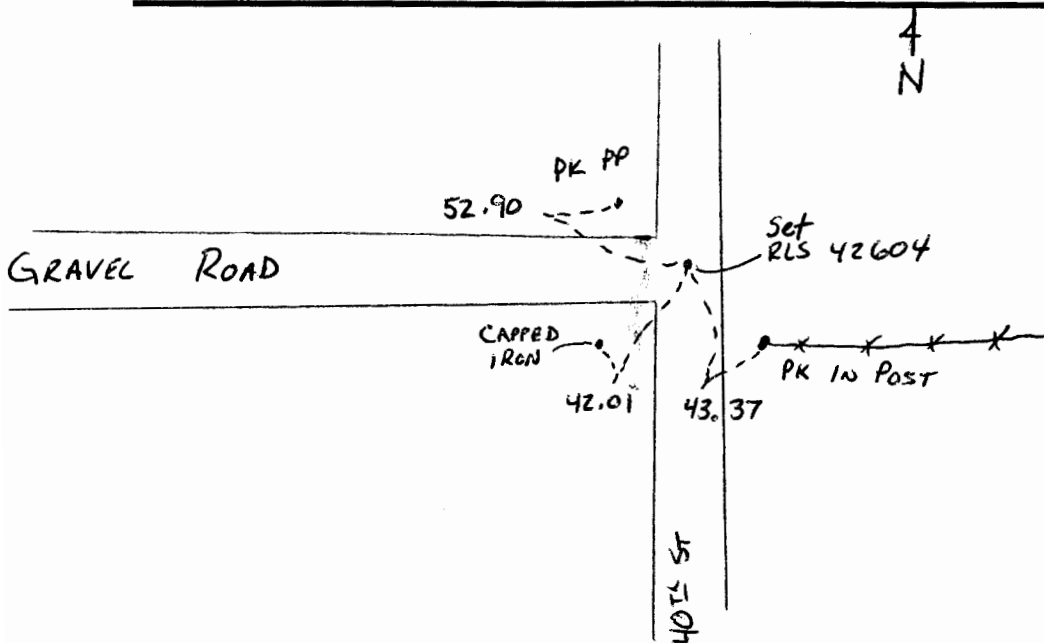 N
PK PP
52.90
Set
RLS 42604
GRAVEL ROAD
CAPPED
IRON
PK IN POST
42.01
43.37
40TH ST